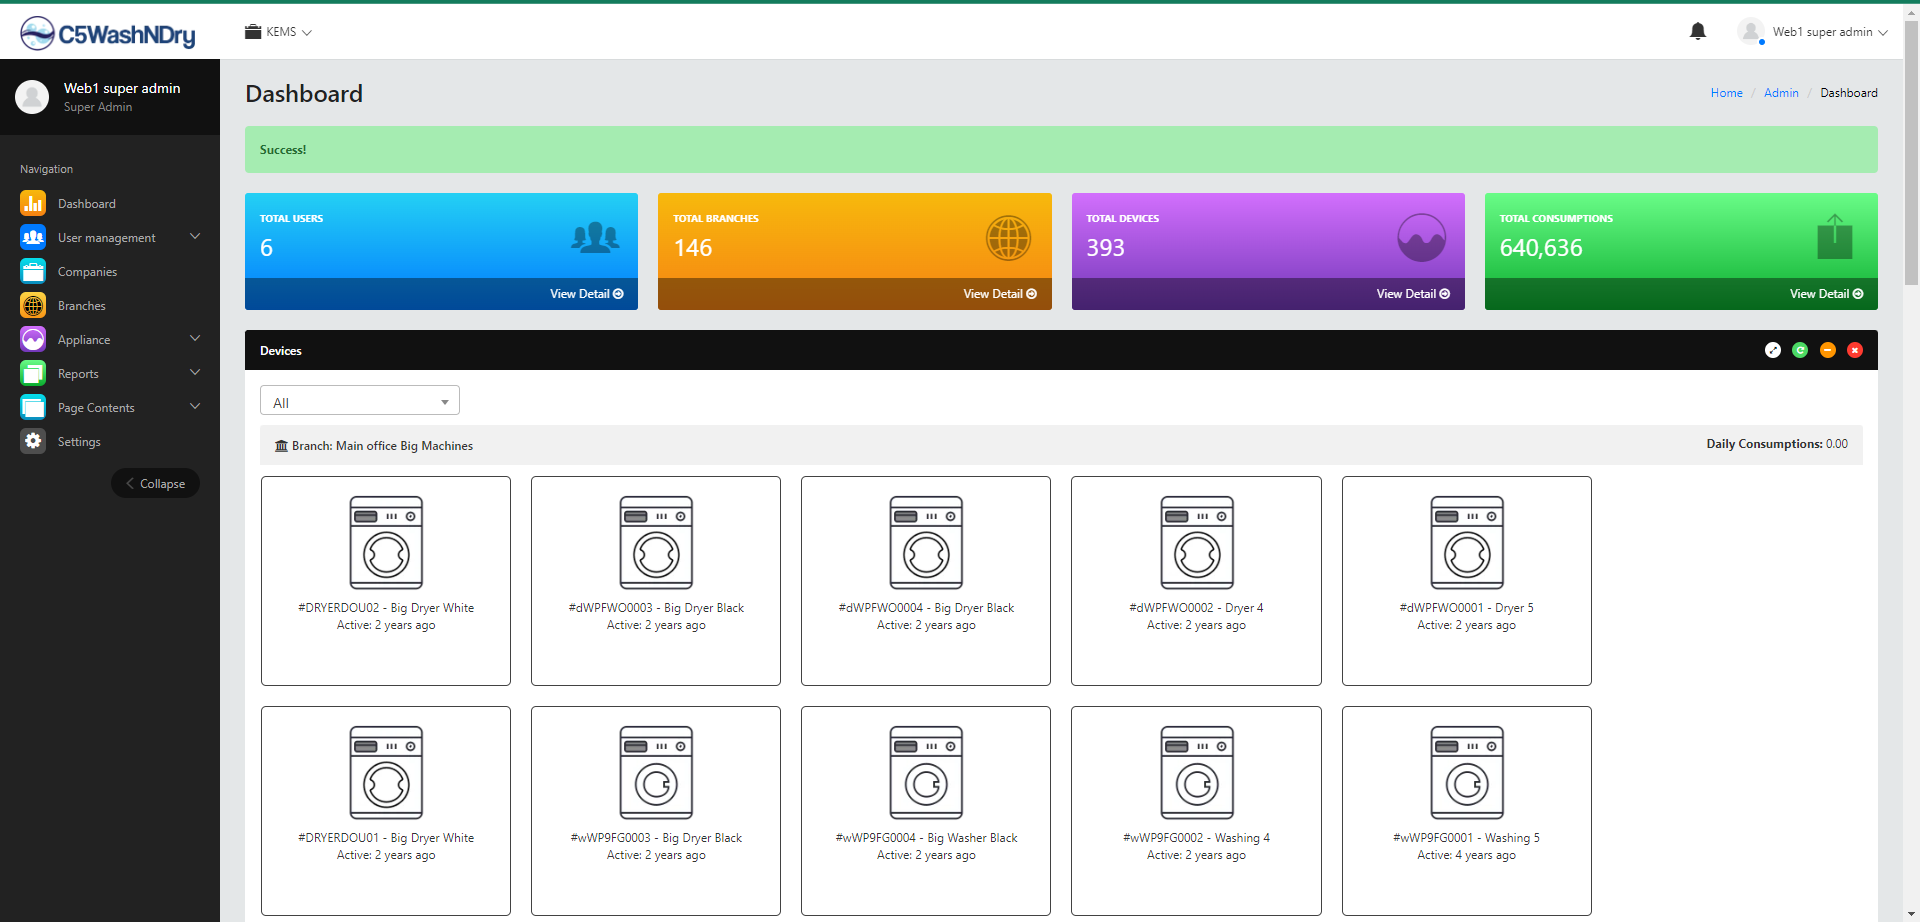 C5WashNDry
KEMS
Web1 super admin
Web1 super admin
Super Admin
Navigation
Dashboard
User management
Companies
Branches
Appliance
Reports
Page Contents
Settings
Collapse
Dashboard
Home / Admin / Dashboard
Success!
TOTAL USERS
6
View Detail
TOTAL BRANCHES
146
View Detail
TOTAL DEVICES
393
View Detail
TOTAL CONSUMPTIONS
640,636
View Detail
Devices
All
Branch: Main office Big Machines
Daily Consumptions: 0.00
#DRYERDOU02 - Big Dryer White
Active: 2 years ago
#dWPFWO0003 - Big Dryer Black
Active: 2 years ago
#dWPFWO0004 - Big Dryer Black
Active: 2 years ago
#dWPFWO0002 - Dryer 4
Active: 2 years ago
#dWPFWO0001 - Dryer 5
Active: 2 years ago
#DRYERDOU01 - Big Dryer White
Active: 2 years ago
#wWP9FG0003 - Big Dryer Black
Active: 2 years ago
#wWP9FG0004 - Big Washer Black
Active: 2 years ago
#wWP9FG0002 - Washing 4
Active: 2 years ago
#wWP9FG0001 - Washing 5
Active: 4 years ago